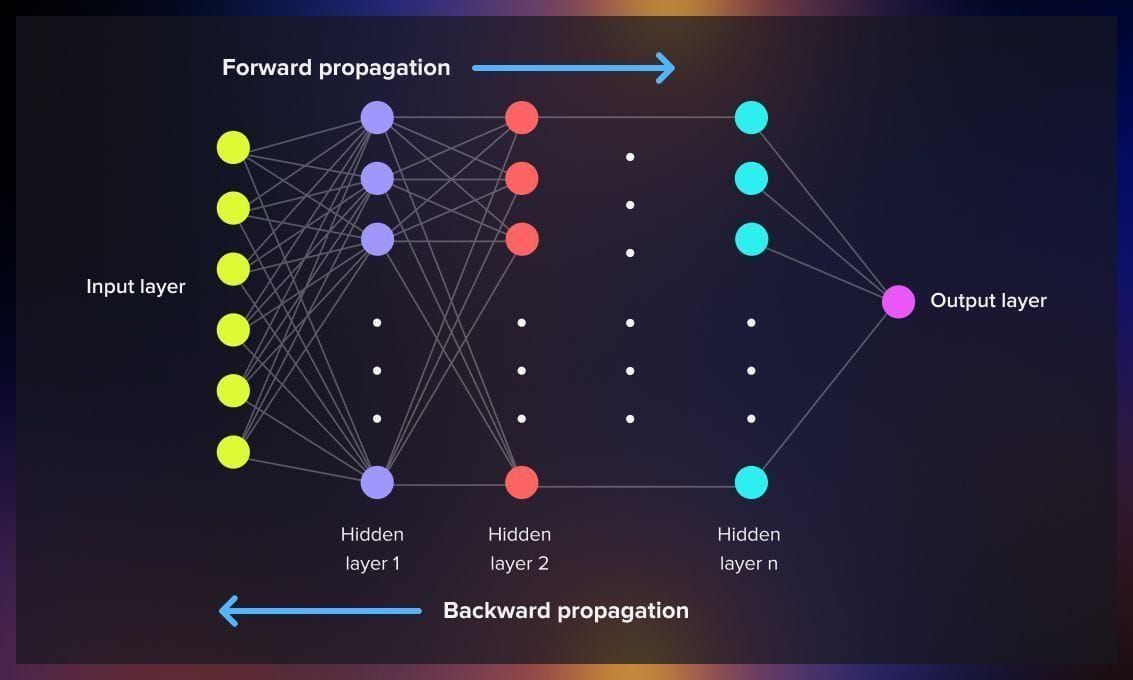 Forward propagation
Input layer
Output layer
Hidden
layer 1
Hidden
layer 2
Hidden
layer n
Backward propagation